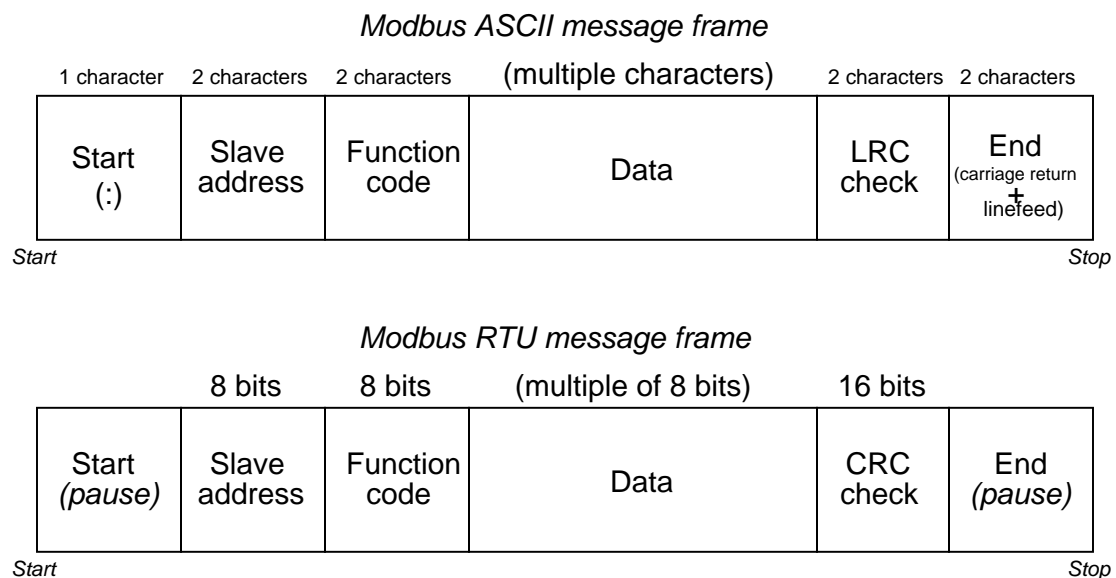 Modbus ASCII message frame
1 character 2 characters 2 characters (multiple characters) 2 characters 2 characters
Start
(:)
Slave
address
Function
code
Data
LRC
check
End
(carriage return
+
linefeed)
Start Stop
Modbus RTU message frame
8 bits 8 bits (multiple of 8 bits) 16 bits
Start
(pause)
Slave
address
Function
code
Data
CRC
check
End
(pause)
Start Stop